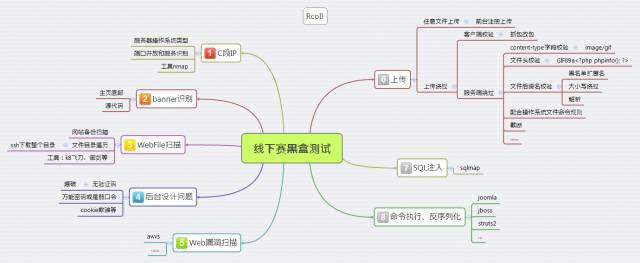 Rcoll
线下赛黑盒测试
1 C段IP
服务器操作系统类型
端口开放和服务识别
工具nmap
2 banner识别
主页底部
源代码
3 WebFile扫描
网站备份扫描
ssh下载整个目录 文件目录遍历
工具：k8飞刀、御剑等
4 后台设计问题
爆破 无验证码
万能密码或是弱口令
cookie欺骗等
5 Web漏洞扫描
awvs
......
6 上传
任意文件上传 前台注册上传
上传绕过
客户端校验 抓包改包
服务端绕过
content-type字段校验 image/gif
文件头校验 GIF89a<?php phpinfo(); ?>
文件后缀名校验
黑名单扩展名
大小写绕过
解析
配合操作系统文件命令规则
截断
......
7 SQL注入
sqlmap
8 命令执行、反序列化
joomla
jboss
struts2
...